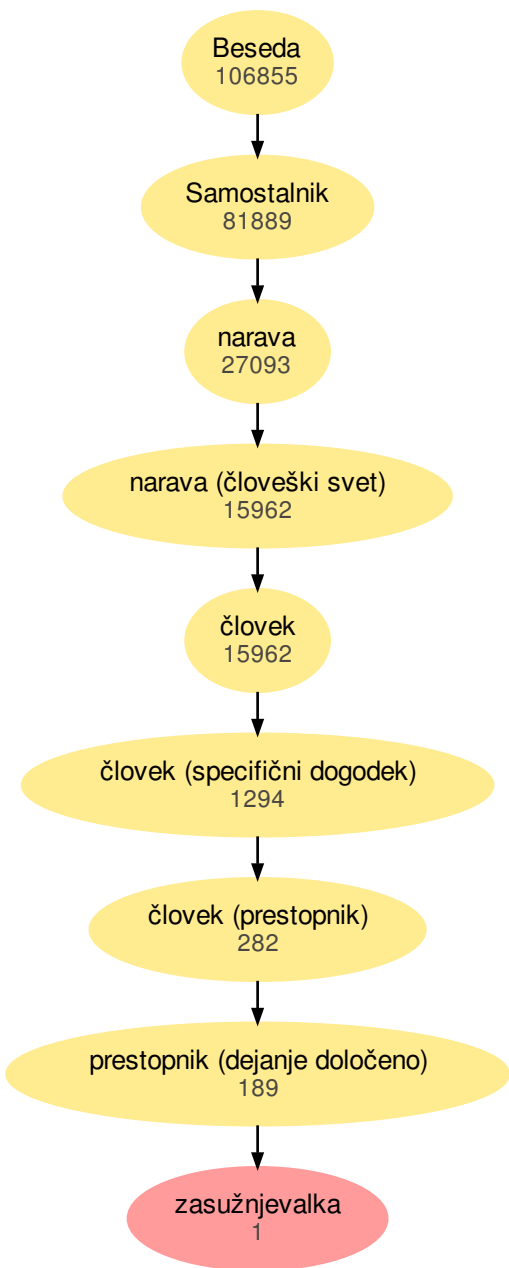 Beseda
106855
Samostalnik
81889
narava
27093
narava (človeški svet)
15962
človek
15962
človek (specifični dogodek)
1294
človek (prestopnik)
282
prestopnik (dejanje določeno)
189
zasužnjevalka
1